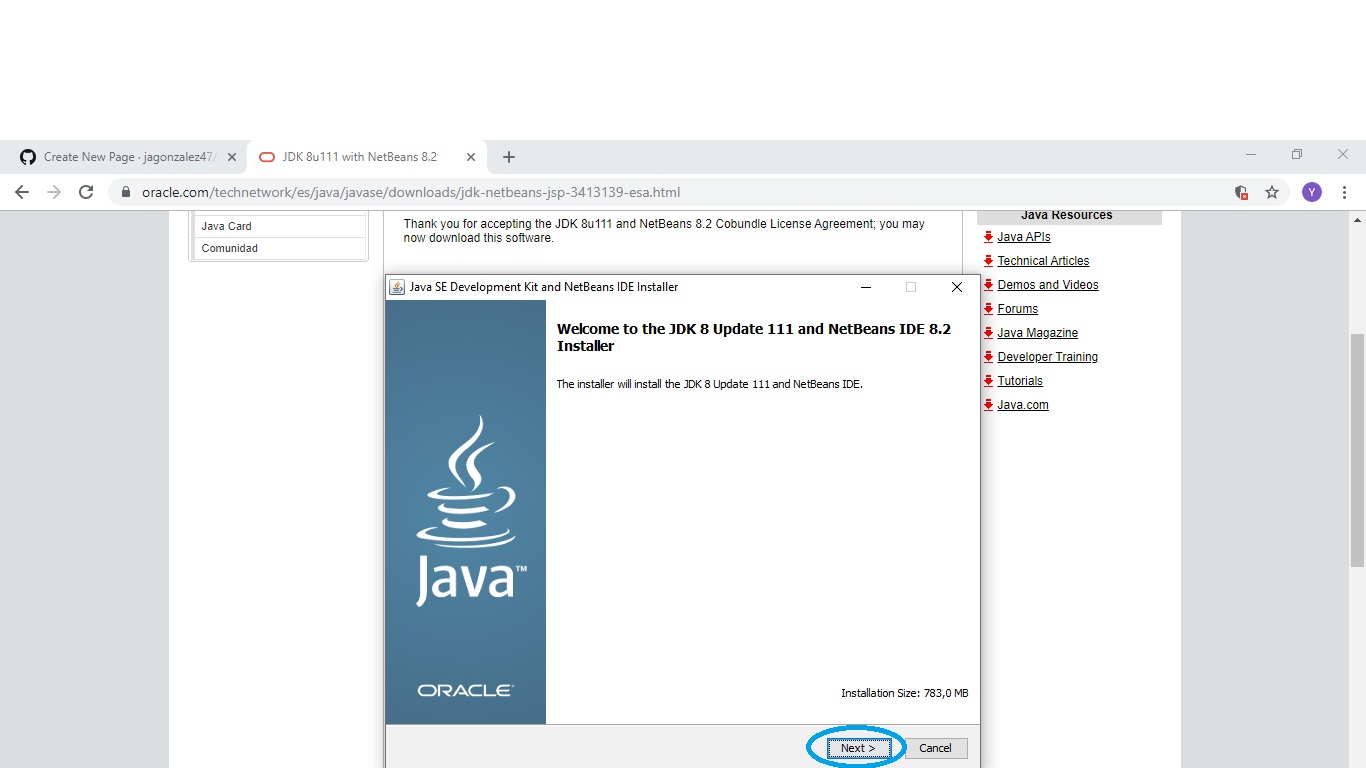 Create New Page · jagonzalez47/
JDK 8u111 with NetBeans 8.2
oracle.com/technetwork/es/java/javase/downloads/jdk-netbeans-jsp-3413139-esa.html
Y
Java Card
Comunidad
Thank you for accepting the JDK 8u111 and NetBeans 8.2 Cobundle License Agreement; you may
now download this software.
Java Resources
Java APIs
Technical Articles
Demos and Videos
Forums
Java Magazine
Developer Training
Tutorials
Java.com
Java SE Development Kit and NetBeans IDE Installer
Welcome to the JDK 8 Update 111 and NetBeans IDE 8.2
Installer
The installer will install the JDK 8 Update 111 and NetBeans IDE.
Java™
ORACLE®
Installation Size: 783,0 MB
Next >
Cancel